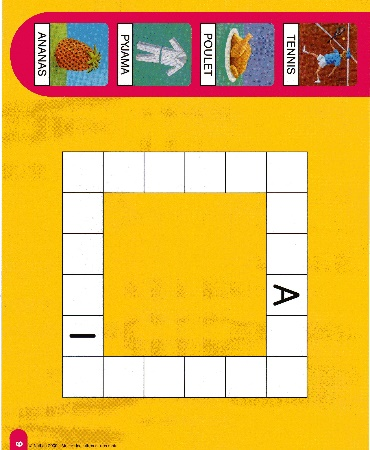 TENNIS
POULET
PYJAMA
ANANAS
A
I